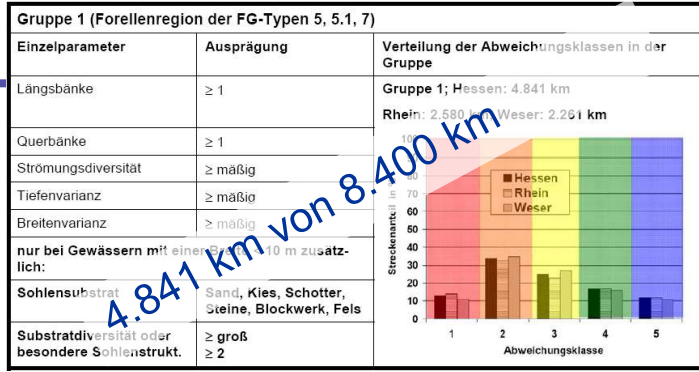 Gruppe 1 (Forellenregion der FG-Typen 5, 5.1, 7)
Einzelparameter
Ausprägung
Verteilung der Abweichungsklassen in der
Gruppe
Längsbänke
≥ 1
Gruppe 1; Hessen: 4.841 km
Rhein: 2.580 km Weser: 2.261 km
Querbänke
≥ 1
Strömungsdiversität
≥ mäßig
Tiefenvarianz
≥ mäßig
Breitenvarianz
≥ mäßig
nur bei Gewässern mit einer Breite < 10 m zusätz-
lich:
Sohlensubstrat
Sand, Kies, Schotter,
Steine, Blockwerk, Fels
Substratdiversität oder
besondere Sohlenstrukt.
≥ groß
≥ 2
4.841 km von 8.400 km
Streckenanteil in
100
80
70
60
50
40
30
20
10
0
Hessen
Rhein
Weser
1 2 3 4 5
Abweichungsklasse